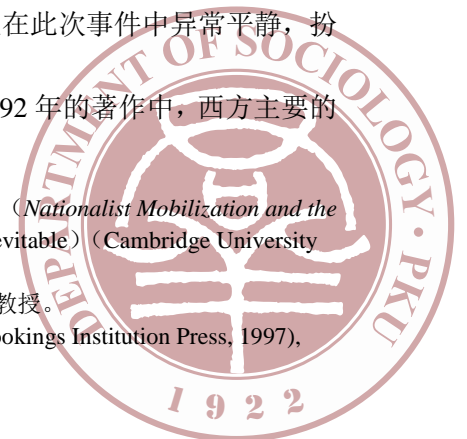 在此次事件中异常平静，扮
92 年的著作中，西方主要的
（Nationalist Mobilization and the
evitable）（Cambridge University
教授。
ookings Institution Press, 1997),
DEPARTMENT OF SOCIOLOGY · PKU
1922